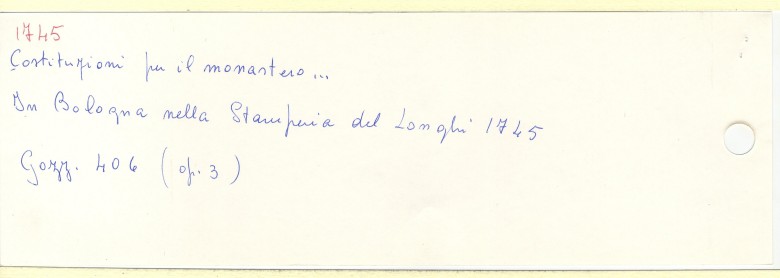 1745
Costituzioni per il monastero...
In Bologna nella Stamperia del Longhi 1745
Gozz. 406 (op. 3)